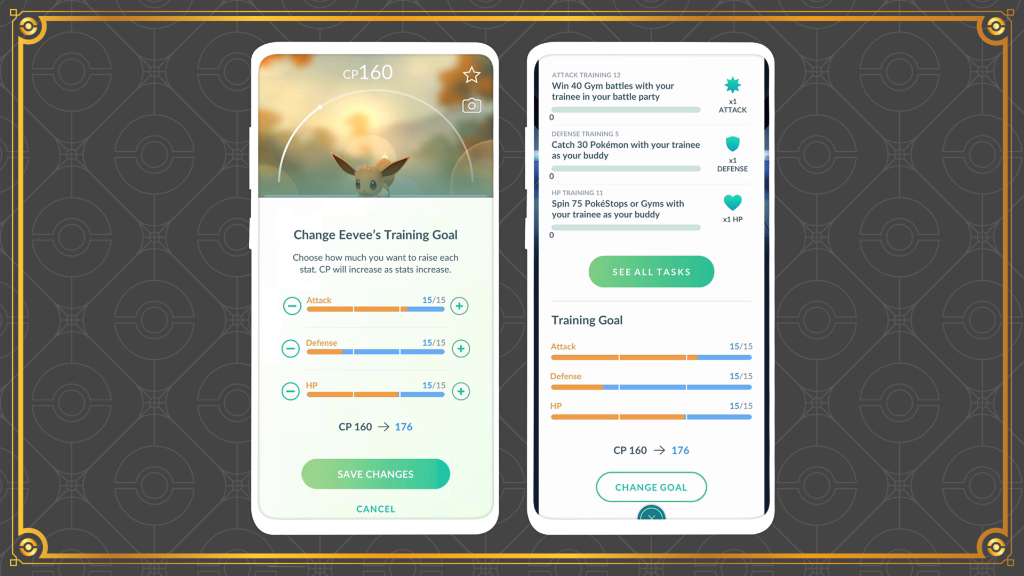 CP160
Change Eevee's Training Goal
Choose how much you want to raise each
stat. CP will increase as stats increase.
Attack 15/15
Defense 15/15
HP 15/15
CP 160 → 176
SAVE CHANGES
CANCEL
ATTACK TRAINING 12
Win 40 Gym battles with your
trainee in your battle party
0
x1
ATTACK
DEFENSE TRAINING 5
Catch 30 Pokémon with your trainee
as your buddy
0
x1
DEFENSE
HP TRAINING 11
Spin 75 PokéStops or Gyms with
your trainee as your buddy
0
x1 HP
SEE ALL TASKS
Training Goal
Attack 15/15
Defense 15/15
HP 15/15
CP 160 → 176
CHANGE GOAL